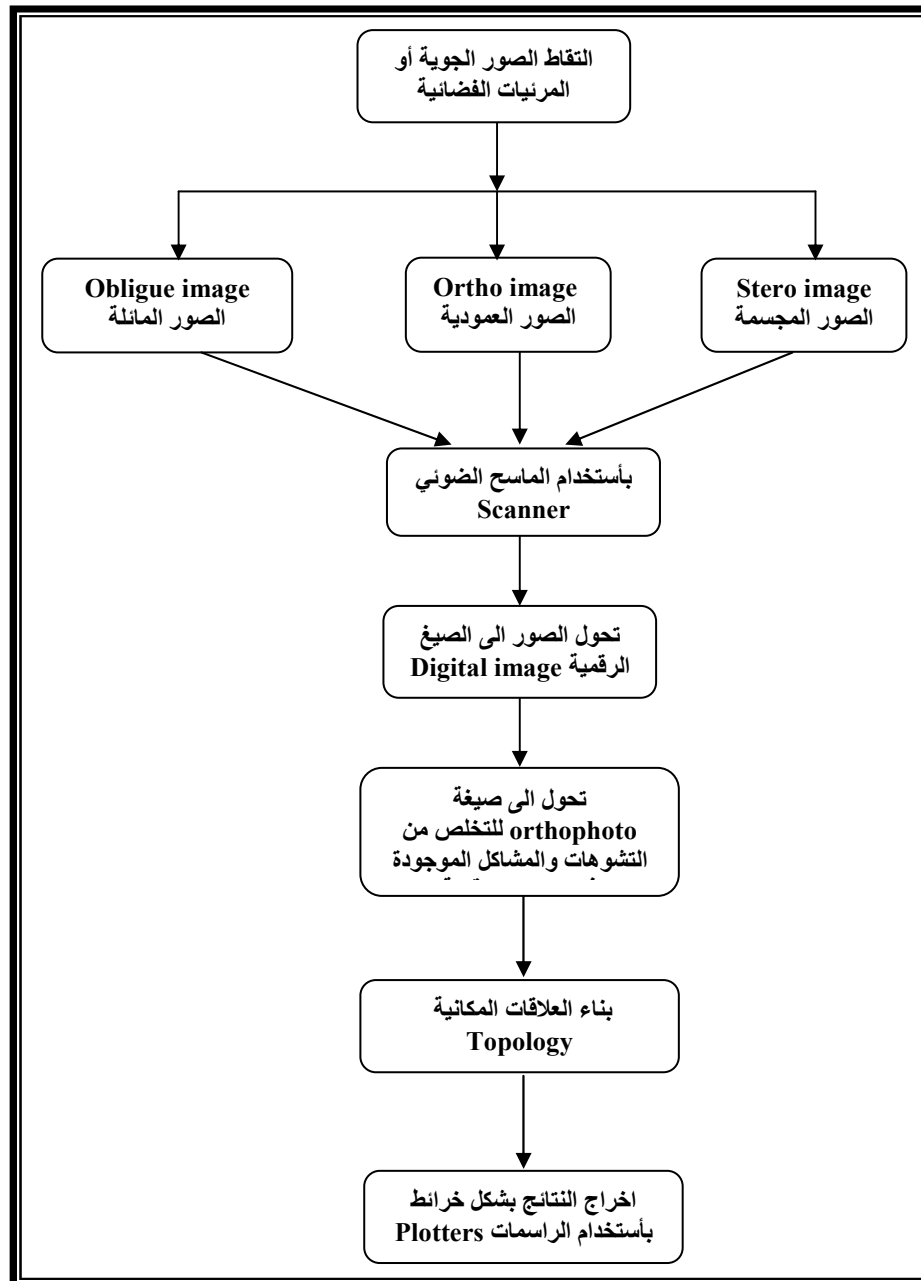 التقاط الصور الجوية أو
المرئيات الفضائية
Stero image
الصور المجسمة
Ortho image
الصور العمودية
Obligue image
الصور المائلة
بأستخدام الماسح الضوئي
Scanner
تحول الصور الى الصيغ
الرقمية Digital image
تحول الى صيغة
orthophoto للتخلص من
التشوهات والمشاكل الموجودة
بناء العلاقات المكانية
Topology
اخراج النتائج بشكل خرائط
بأستخدام الراسمات Plotters